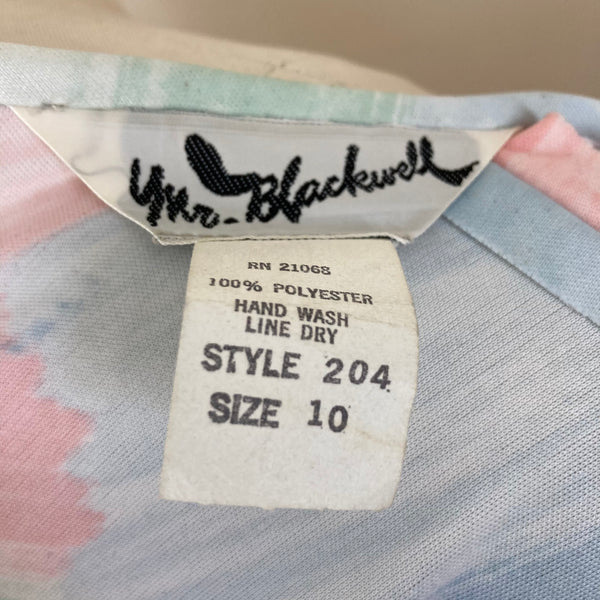 Mr. Blackwell
RN 21068
100% POLYESTER
HAND WASH
LINE DRY
STYLE 204
SIZE 10